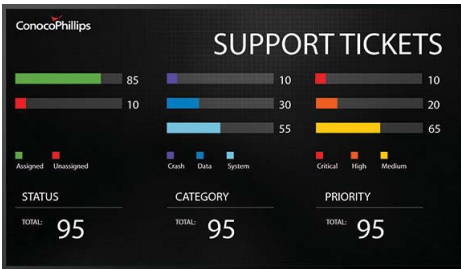 ConocoPhillips
SUPPORT TICKETS
85
10
10
30
55
10
20
65
Assigned Unassigned
Crash Data System
Critical High Medium
STATUS
TOTAL: 95
CATEGORY
TOTAL: 95
PRIORITY
TOTAL: 95